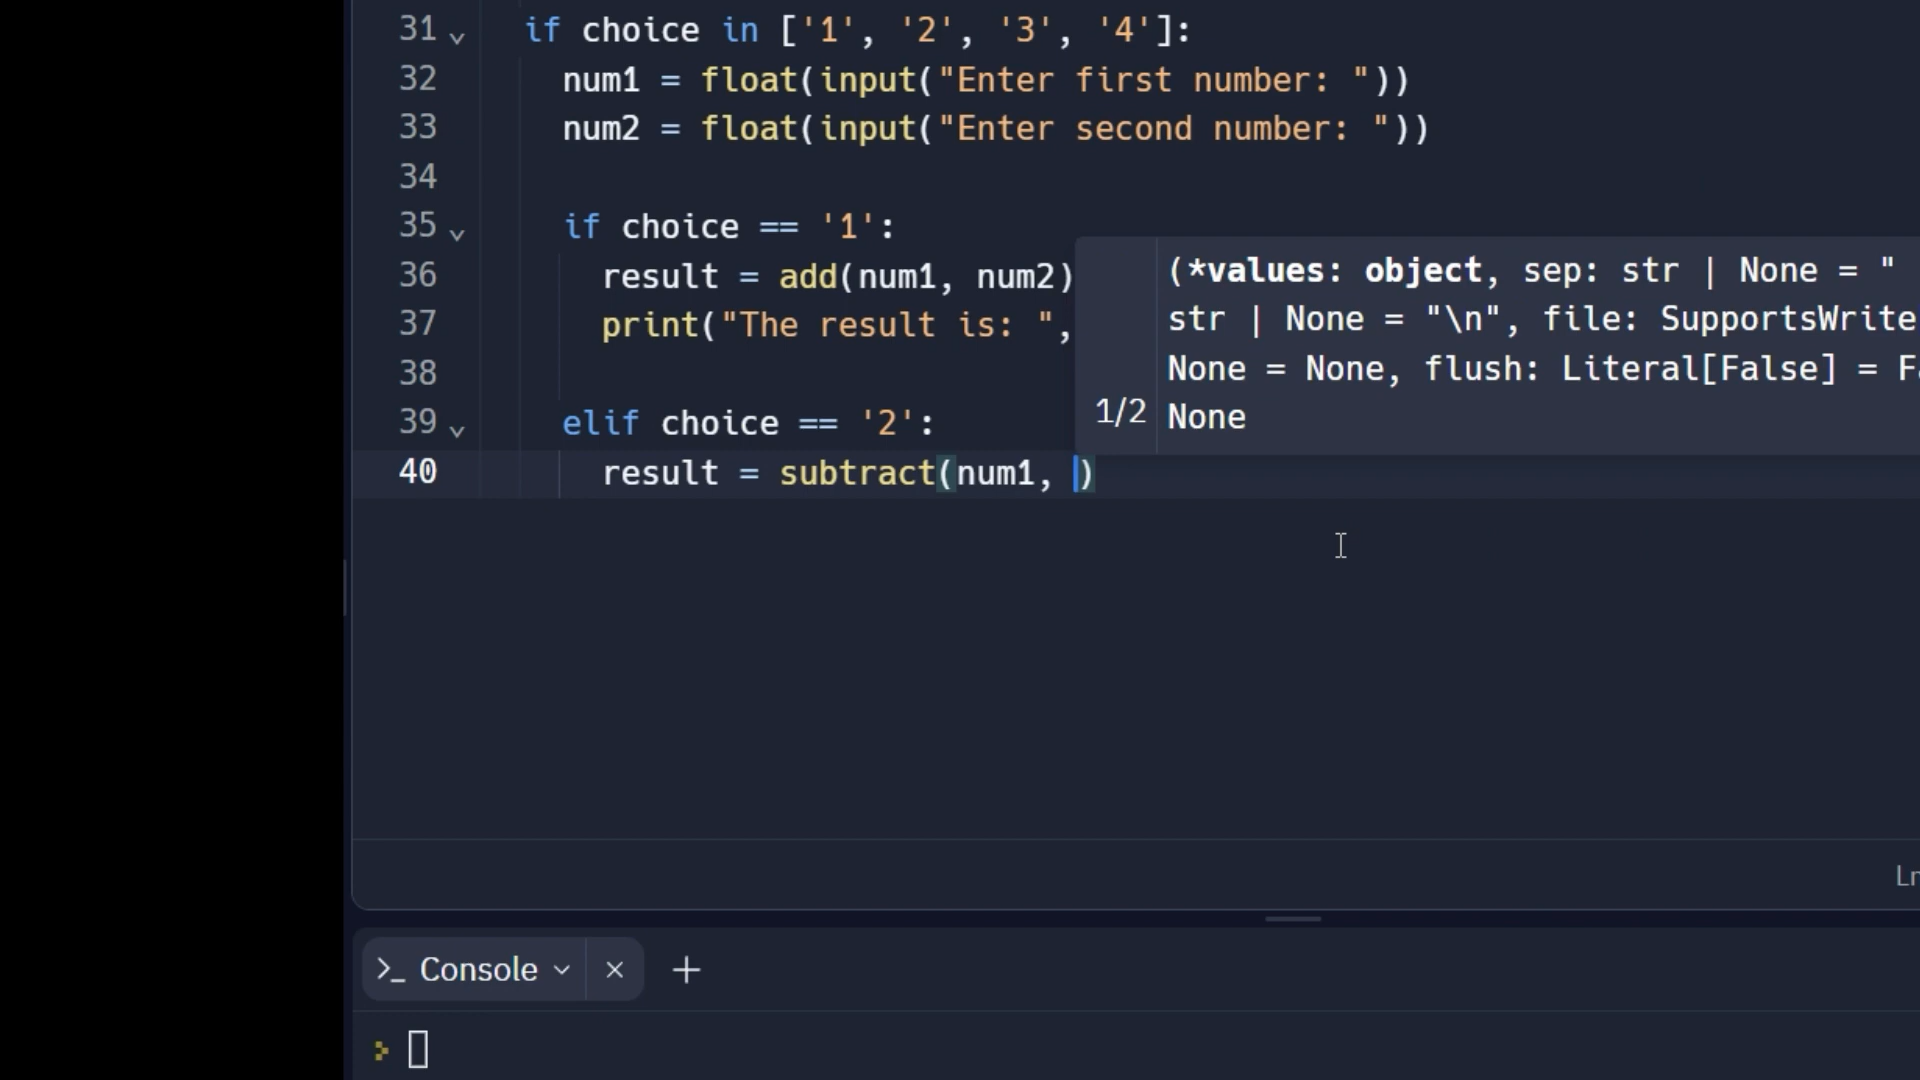 31 if choice in ['1', '2', '3', '4']:
32 num1 = float(input("Enter first number: "))
33 num2 = float(input("Enter second number: "))
34
35 if choice == '1':
36 result = add(num1, num2)
37 print("The result is: ",
38
39 elif choice == '2':
40 result = subtract(num1, )
(*values: object, sep: str | None = "
str | None = "\n", file: SupportsWrite
None = None, flush: Literal[False] = Fa
1/2 None
Ln
>_ Console × +